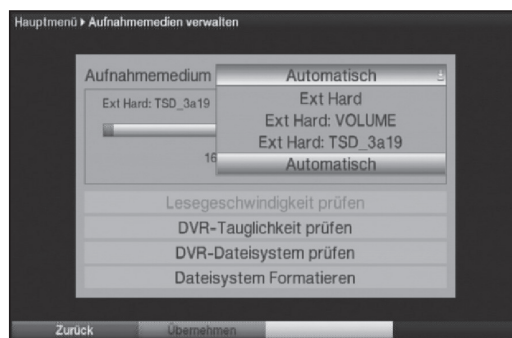 Hauptmenü ▸ Aufnahmemedien verwalten
Aufnahmemedium Automatisch
Ext Hard: TSD_3a19
Ext Hard
Ext Hard: VOLUME
Ext Hard: TSD_3a19
16
Automatisch
Lesegeschwindigkeit prüfen
DVR-Tauglichkeit prüfen
DVR-Dateisystem prüfen
Dateisystem Formatieren
Zurück Übernehmen